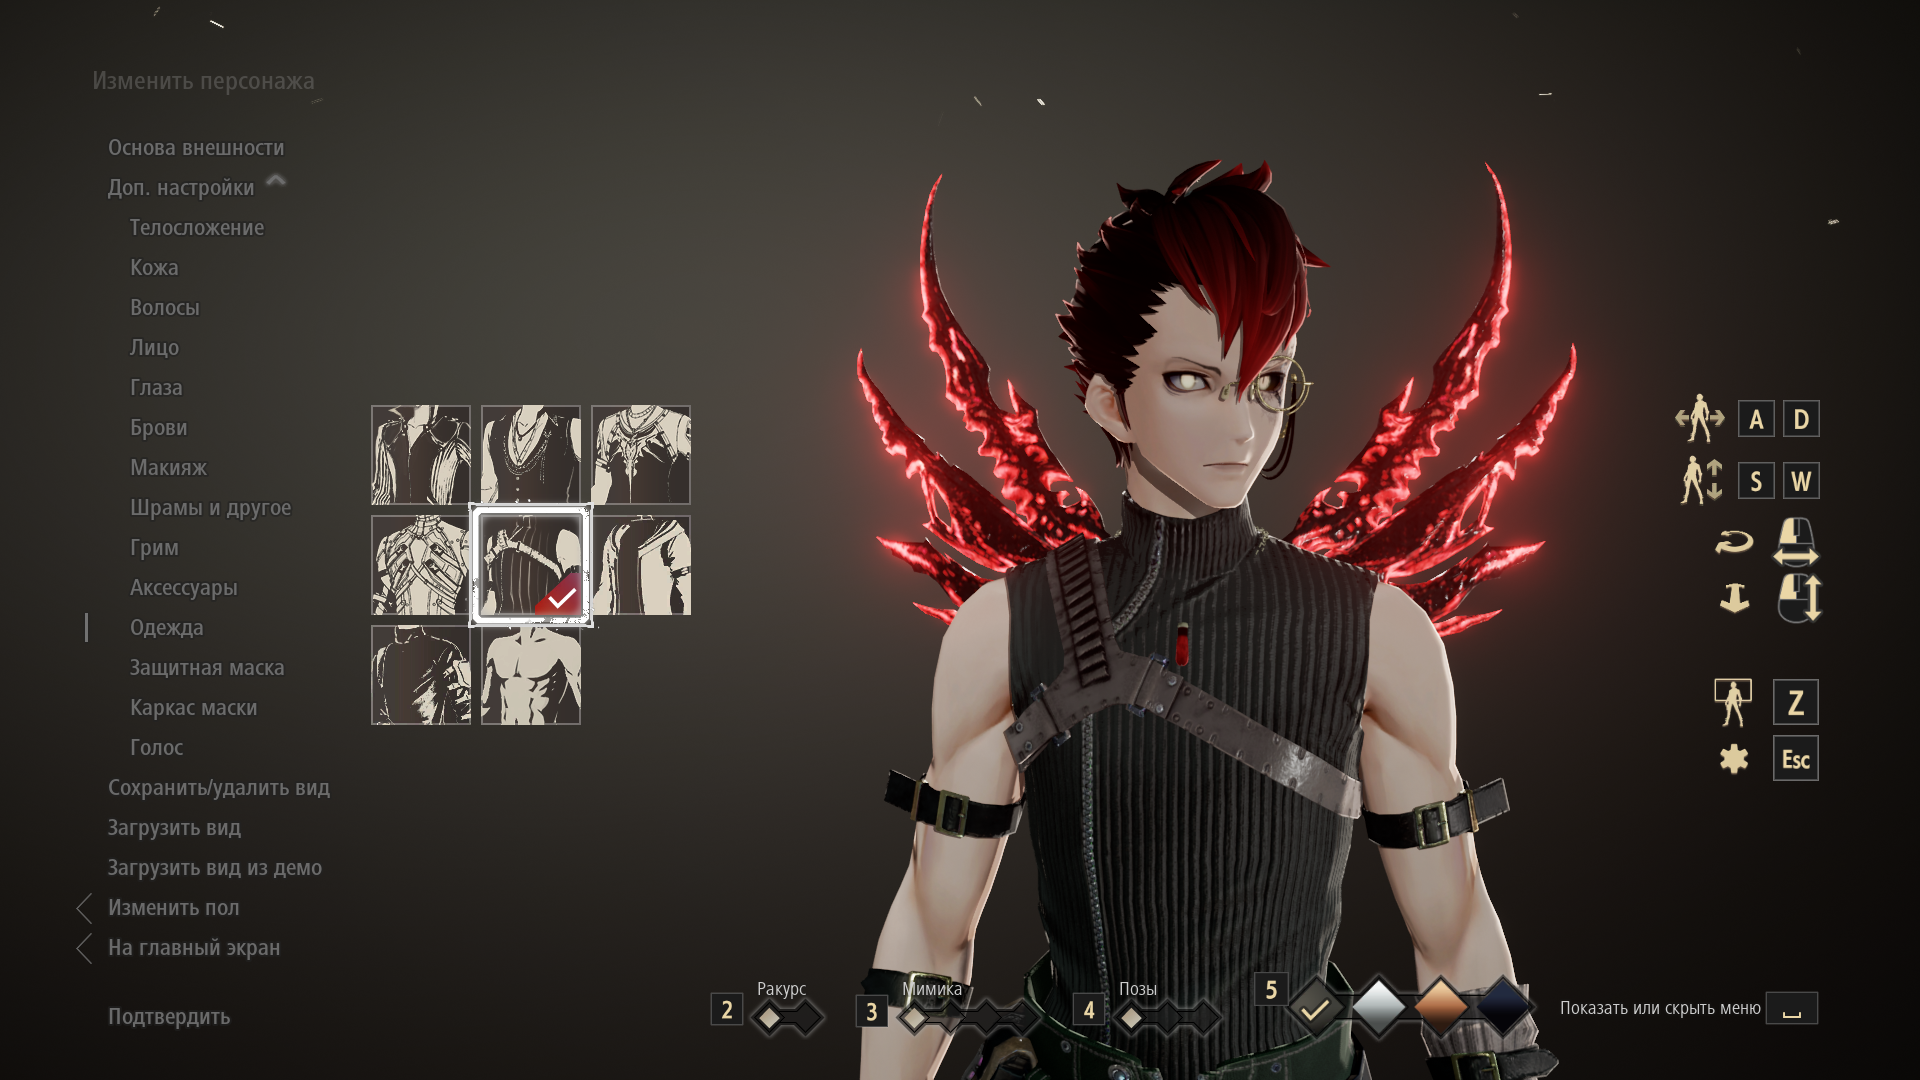 Изменить персонажа
Основа внешности
Доп. настройки
Телосложение
Кожа
Волосы
Лицо
Глаза
Брови
Макияж
Шрамы и другое
Грим
Аксессуары
Одежда
Защитная маска
Каркас маски
Голос
Сохранить/удалить вид
Загрузить вид
Загрузить вид из демо
Изменить пол
На главный экран
Подтвердить
2 Ракурс
3 Мимика
4 Позы
5
Показать или скрыть меню
A D
S W
Z
Esc